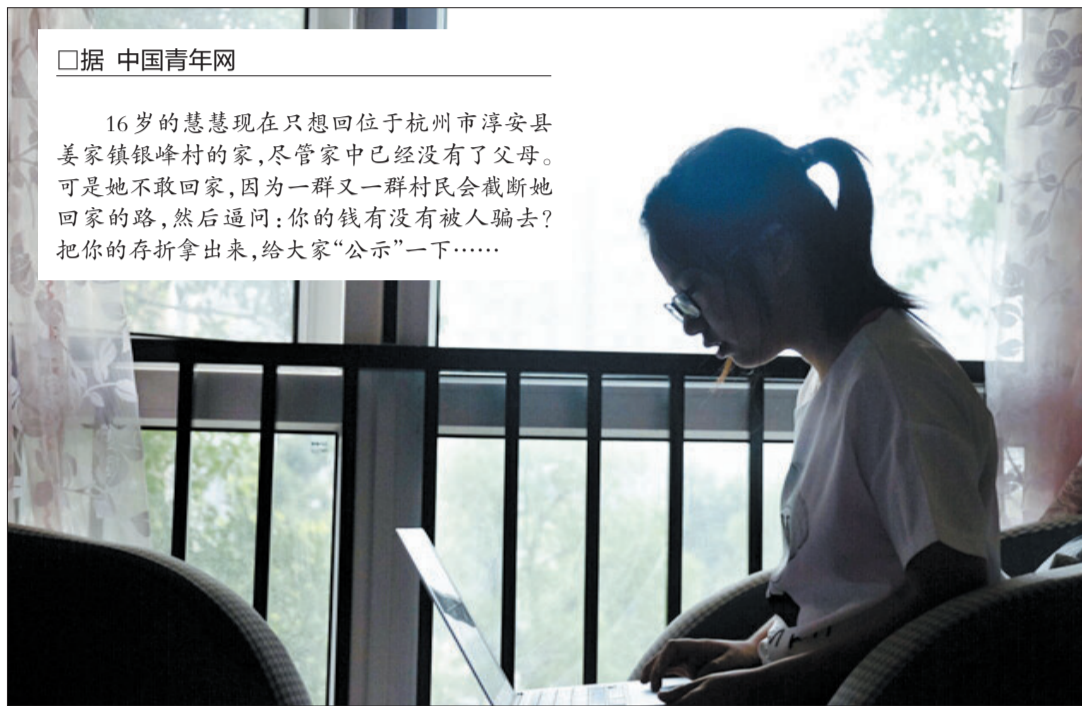 □据 中国青年网
16岁的慧慧现在只想回位于杭州市淳安县
姜家镇银峰村的家,尽管家中已经没有了父母。
可是她不敢回家,因为一群又一群村民会截断她
回家的路,然后逼问:你的钱有没有被人骗去?
把你的存折拿出来,给大家“公示”一下……